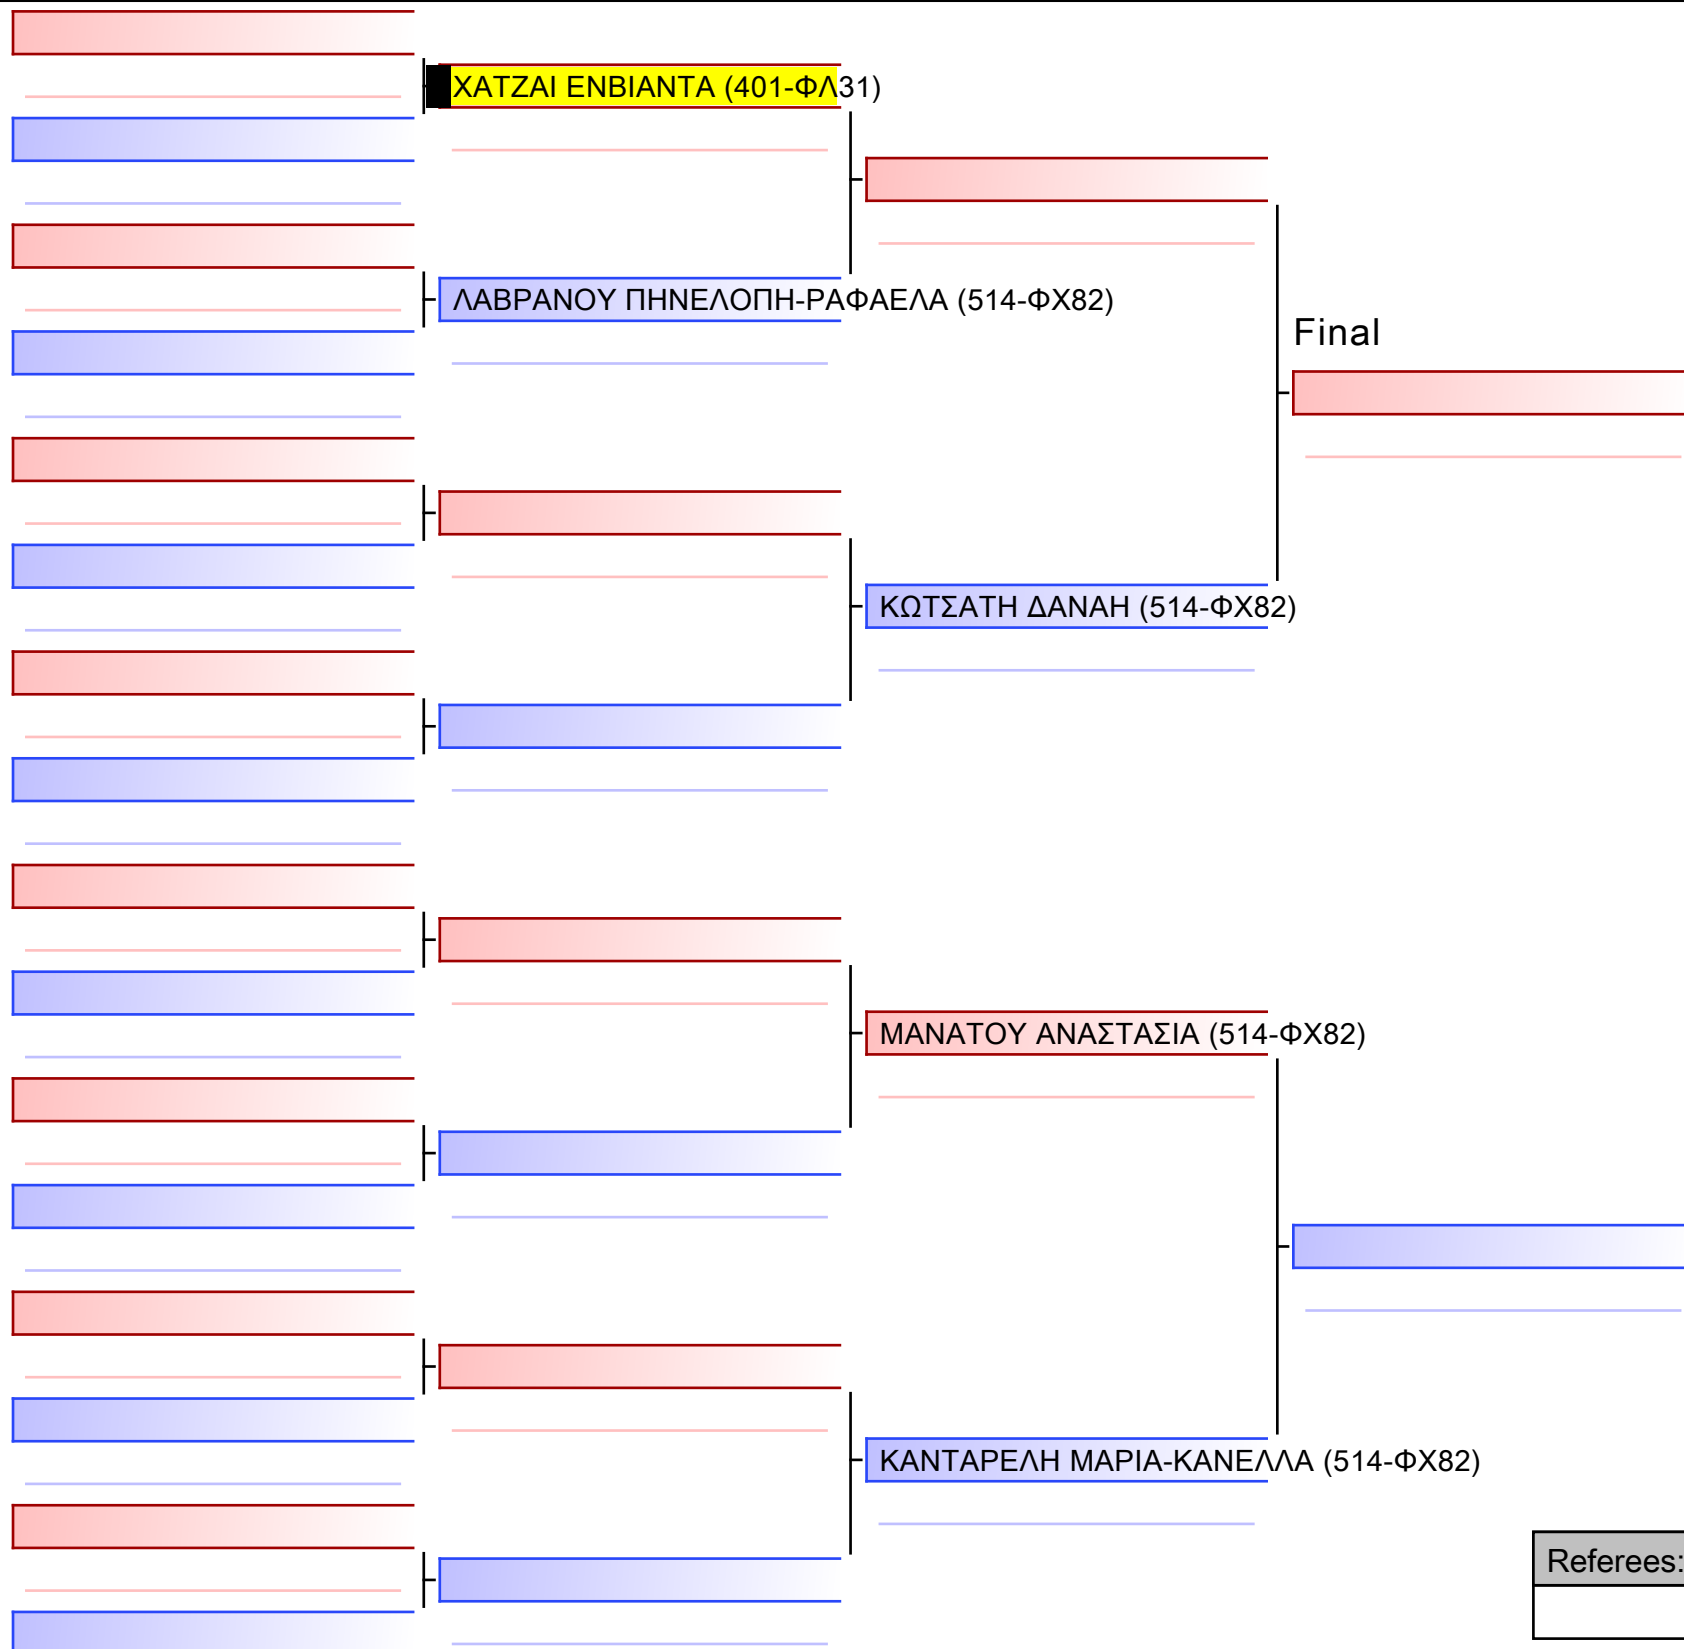 ΧΑΤΖΑΙ ΕΝΒΙΑΝΤΑ (401-ΦΛ31)
ΛΑΒΡΑΝΟΥ ΠΗΝΕΛΟΠΗ-ΡΑΦΑΕΛΑ (514-ΦΧ82)
Final
ΚΩΤΣΑΤΗ ΔΑΝΑΗ (514-ΦΧ82)
ΜΑΝΑΤΟΥ ΑΝΑΣΤΑΣΙΑ (514-ΦΧ82)
ΚΑΝΤΑΡΕΛΗ ΜΑΡΙΑ-ΚΑΝΕΛΛΑ (514-ΦΧ82)
Referees: